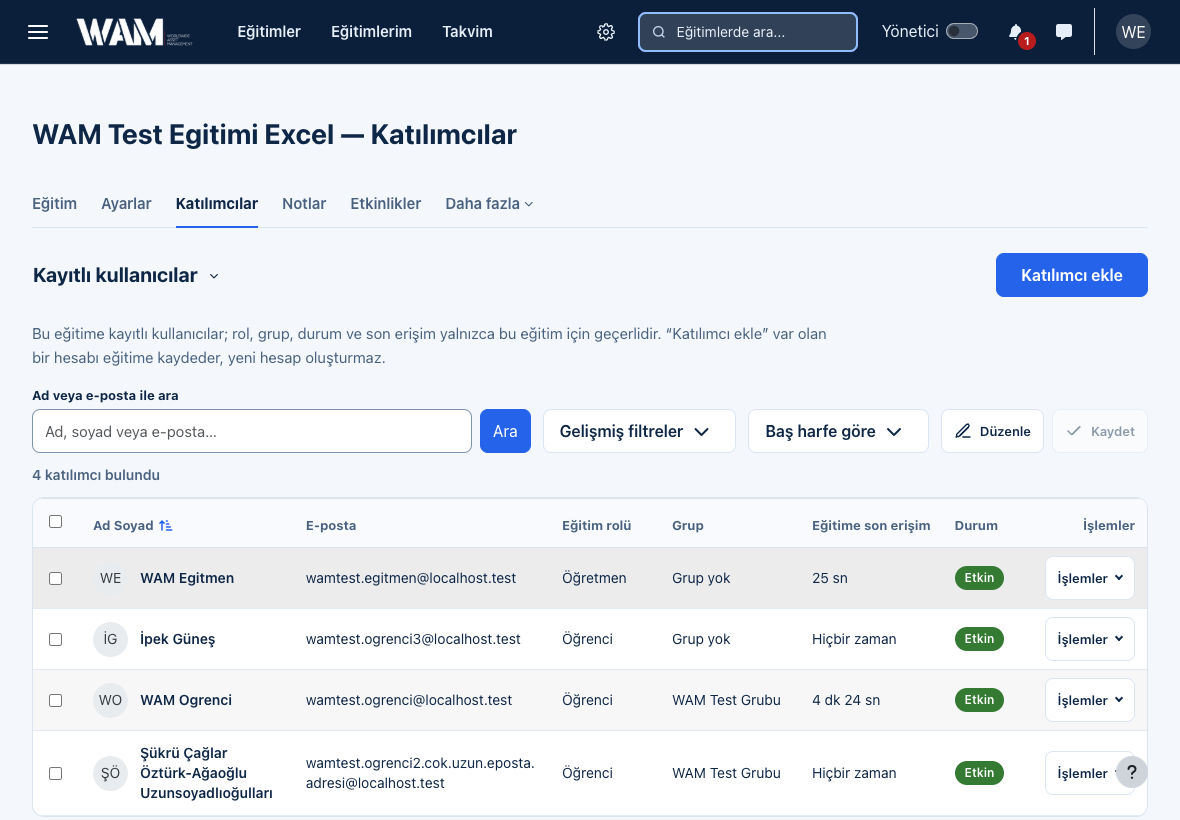 WAM
Eğitimler
Eğitimlerim
Takvim
Eğitimlerde ara...
Yönetici
1
WE
WAM Test Egitimi Excel — Katılımcılar
Eğitim
Ayarlar
Katılımcılar
Notlar
Etkinlikler
Daha fazla
Kayıtlı kullanıcılar
Katılımcı ekle
Bu eğitime kayıtlı kullanıcılar; rol, grup, durum ve son erişim yalnızca bu eğitim için geçerlidir. “Katılımcı ekle” var olan
bir hesabı eğitime kaydeder, yeni hesap oluşturmaz.
Ad veya e-posta ile ara
Ad, soyad veya e-posta...
Ara
Gelişmiş filtreler
Baş harfe göre
Düzenle
Kaydet
4 katılımcı bulundu
Ad Soyad
E-posta
Eğitim rolü
Grup
Eğitime son erişim
Durum
İşlemler
WE
WAM Egitmen
wamtest.egitmen@localhost.test
Öğretmen
Grup yok
25 sn
Etkin
İşlemler
İG
İpek Güneş
wamtest.ogrenci3@localhost.test
Öğrenci
Grup yok
Hiçbir zaman
Etkin
İşlemler
WO
WAM Ogrenci
wamtest.ogrenci@localhost.test
Öğrenci
WAM Test Grubu
4 dk 24 sn
Etkin
İşlemler
ŞÖ
Şükrü Çağlar
Öztürk-Ağaoğlu
Uzunsoyadlıoğulları
wamtest.ogrenci2.cok.uzun.eposta.
adresi@localhost.test
Öğrenci
WAM Test Grubu
Hiçbir zaman
Etkin
İşlemler
?